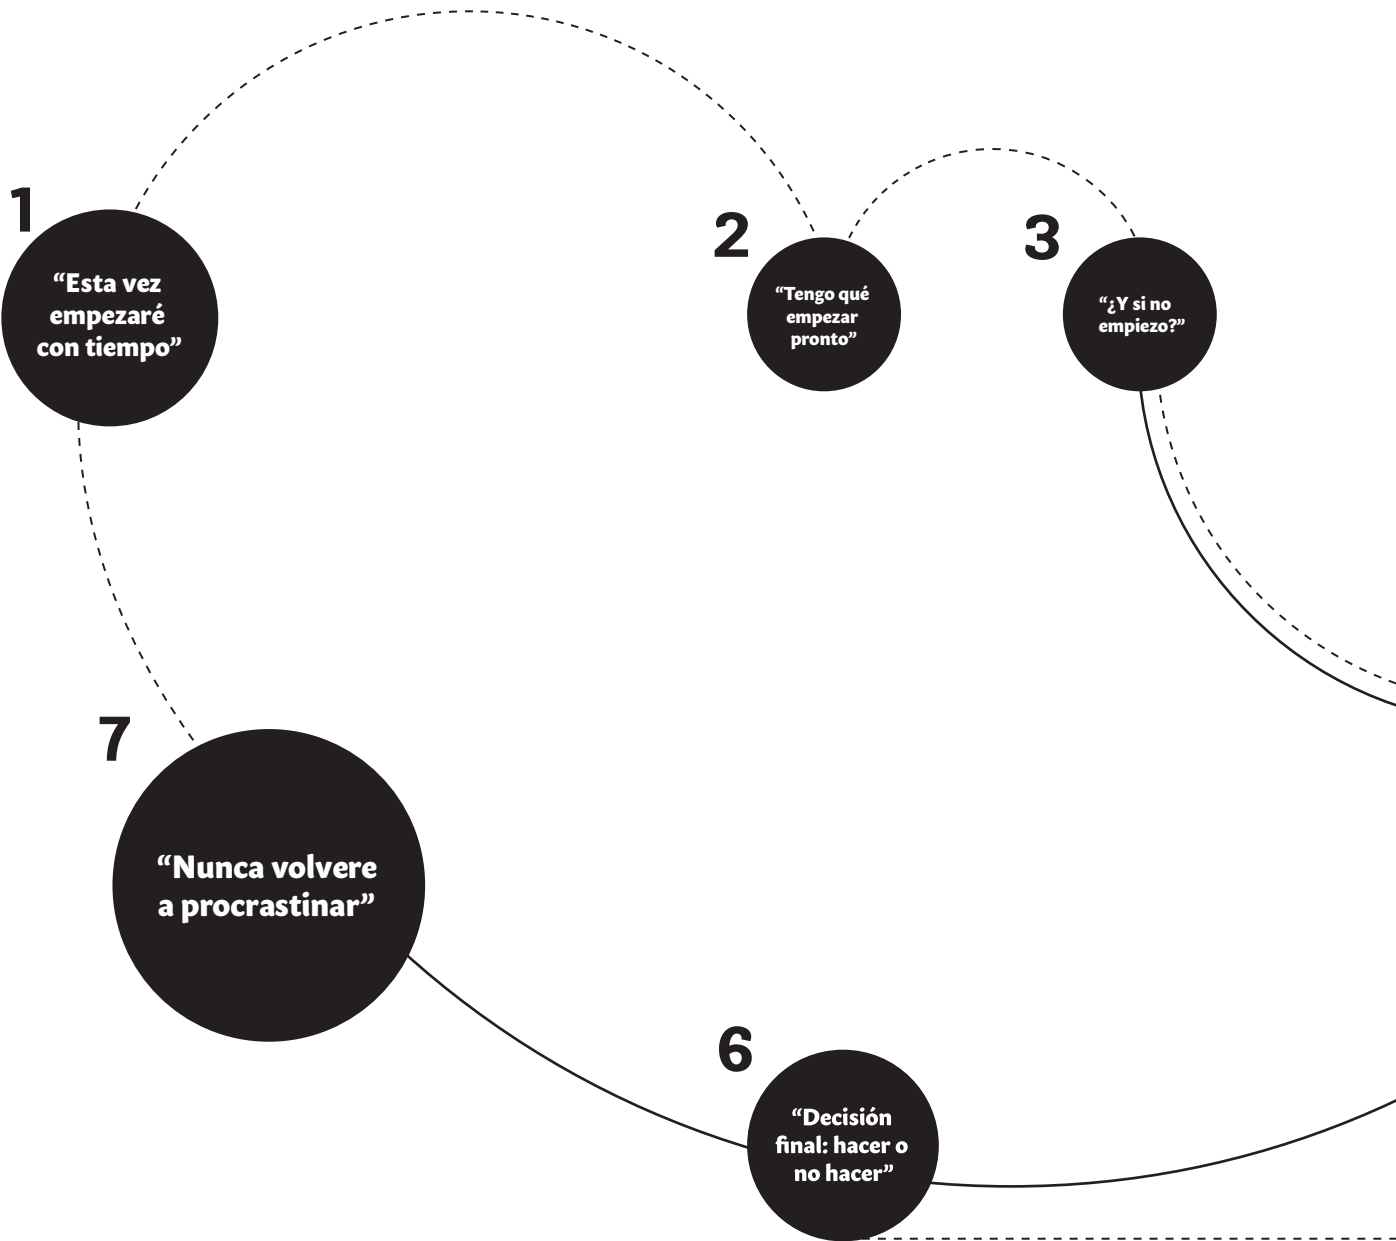 1
“Esta vez
empezaré
con tiempo”
2
“Tengo qué
empezar
pronto”
3
“¿Y si no
empiezo?”
7
“Nunca volvere
a procrastinar”
6
“Decisión
final: hacer o
no hacer”